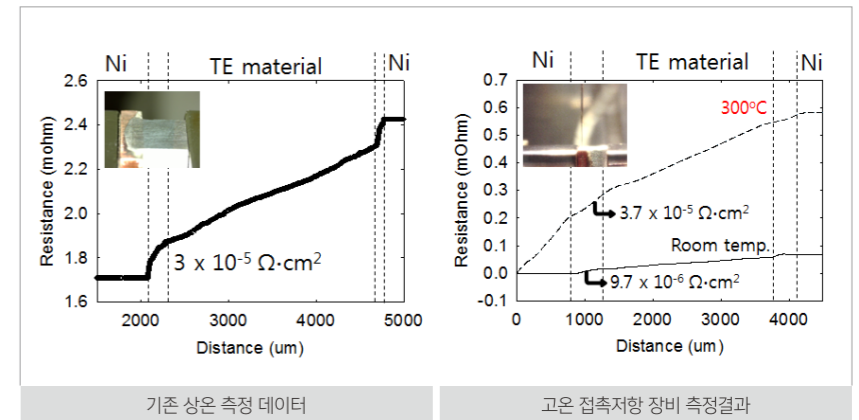 Ni TE material Ni
2.6
2.4
2.2
2.0
1.8
1.6
Resistance (mohm)
3 x 10⁻⁵ Ω·cm²
2000 3000 4000 5000
Distance (um)
기존 상온 측정 데이터
Ni TE material Ni
0.7
0.6
0.5
0.4
0.3
0.2
0.1
0.0
-0.1
Resistance (mOhm)
300°C
3.7 x 10⁻⁵ Ω·cm²
Room temp.
9.7 x 10⁻⁶ Ω·cm²
0 1000 2000 3000 4000
Distance (um)
고온 접촉저항 장비 측정결과